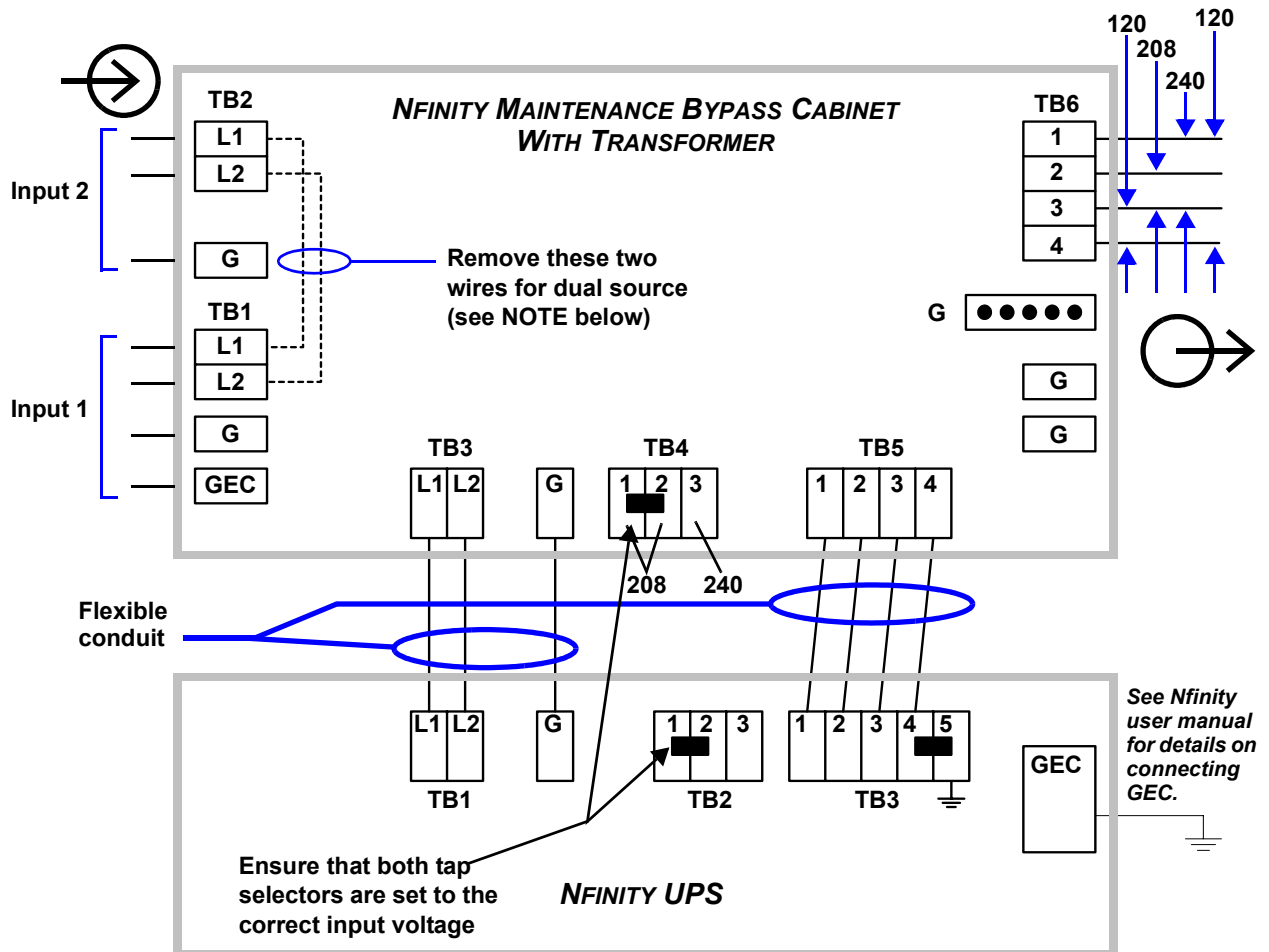 120
120
208
240
TB2
NFINITY MAINTENANCE BYPASS CABINET
WITH TRANSFORMER
TB6
L1
L2
Input 2
G
Remove these two
wires for dual source
(see NOTE below)
1
2
3
4
TB1
L1
L2
Input 1
G
GEC
G
G
G
TB3
L1 L2
G
TB4
1 2 3
208 240
TB5
1 2 3 4
Flexible
conduit
L1 L2
TB1
G
1 2 3
TB2
1 2 3 4 5
TB3
GEC
See Nfinity
user manual
for details on
connecting
GEC.
Ensure that both tap
selectors are set to the
correct input voltage
NFINITY UPS